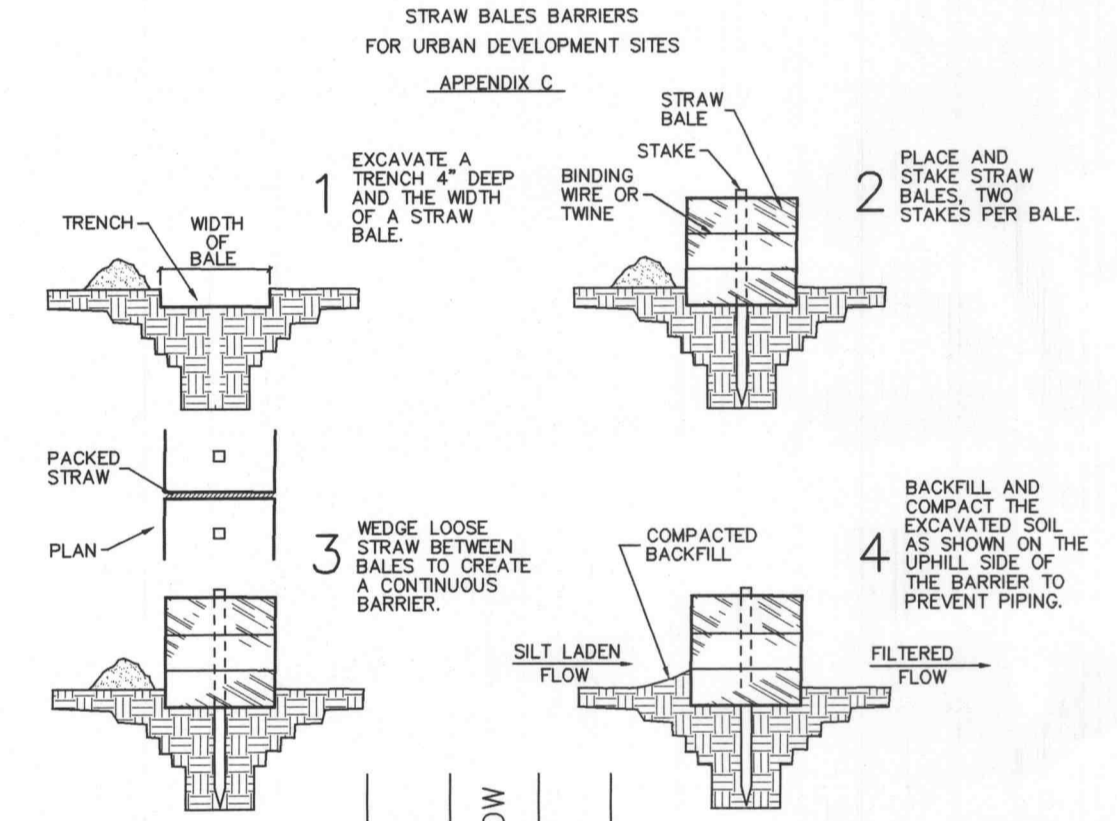 STRAW BALES BARRIERS
FOR URBAN DEVELOPMENT SITES
APPENDIX C
1
EXCAVATE A
TRENCH 4" DEEP
AND THE WIDTH
OF A STRAW
BALE.
TRENCH
WIDTH
OF
BALE
STRAW
BALE
STAKE
BINDING
WIRE OR
TWINE
2
PLACE AND
STAKE STRAW
BALES, TWO
STAKES PER BALE.
PACKED
STRAW
PLAN
3
WEDGE LOOSE
STRAW BETWEEN
BALES TO CREATE
A CONTINUOUS
BARRIER.
COMPACTED
BACKFILL
4
BACKFILL AND
COMPACT THE
EXCAVATED SOIL
AS SHOWN ON THE
UPHILL SIDE OF
THE BARRIER TO
PREVENT PIPING.
SILT LADEN
FLOW
FILTERED
FLOW